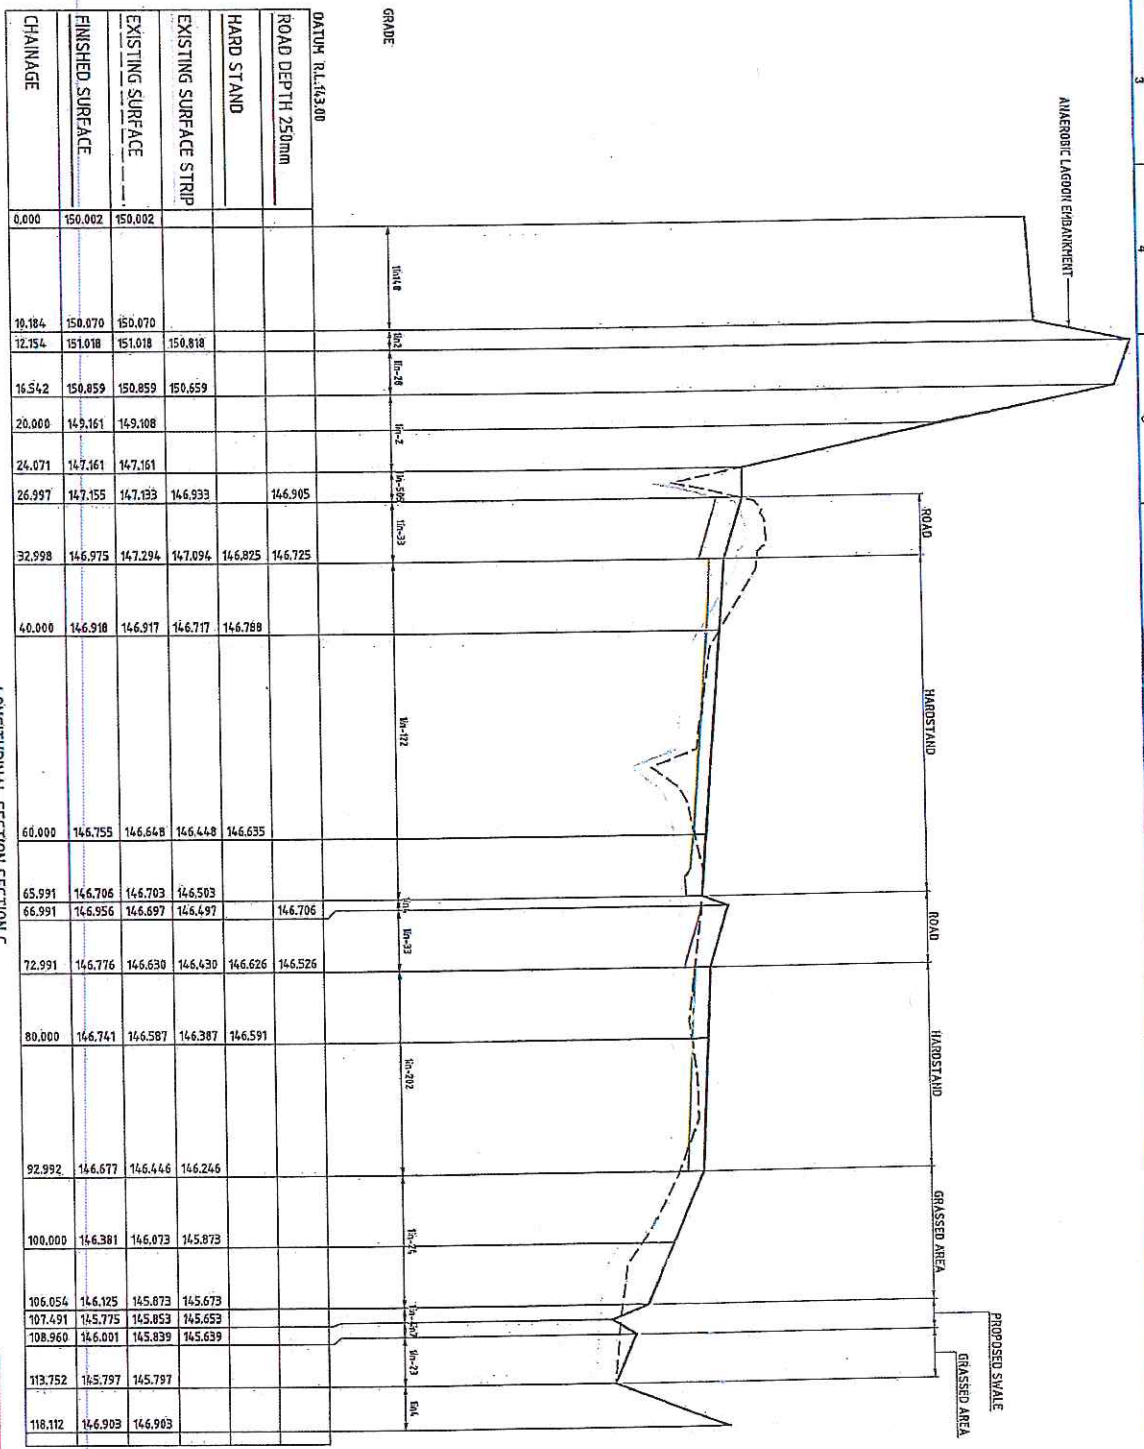 3
4
ANAEROBIC LAGOON EMBANKMENT
ROAD
HARDSTAND
ROAD
HARDSTAND
GRASSED AREA
PROPOSED SWALE
GRASSED AREA
GRADE
1in148
1in2
1in-28
1in-2
1in-33
1in-122
1in4
1in-33
1in-202
1in-24
1in-23
1in4
DATUM R.L.143.00
ROAD DEPTH 250mm 146.905 146.725 146.706 146.526
HARD STAND 146.825 146.788 146.635 146.626 146.591
EXISTING SURFACE STRIP 150.818 150.659 146.933 147.094 146.717 146.448 146.503 146.497 146.430 146.387 146.246 145.873 145.673 145.653 145.639
EXISTING SURFACE 150.002 150.070 151.018 150.859 149.108 147.161 147.133 147.294 146.917 146.648 146.703 146.697 146.630 146.587 146.446 146.073 145.873 145.853 145.839 145.797 146.903
FINISHED SURFACE 150.002 150.070 151.018 150.859 149.161 147.161 147.155 146.975 146.918 146.755 146.706 146.956 146.776 146.741 146.677 146.381 146.125 145.775 146.001 145.797 146.903
CHAINAGE 0.000 10.184 12.154 16.542 20.000 24.071 26.997 32.998 40.000 60.000 65.991 66.991 72.991 80.000 92.992 100.000 106.054 107.491 108.960 113.752 118.112
LONGITUDINAL SECTION SECTION